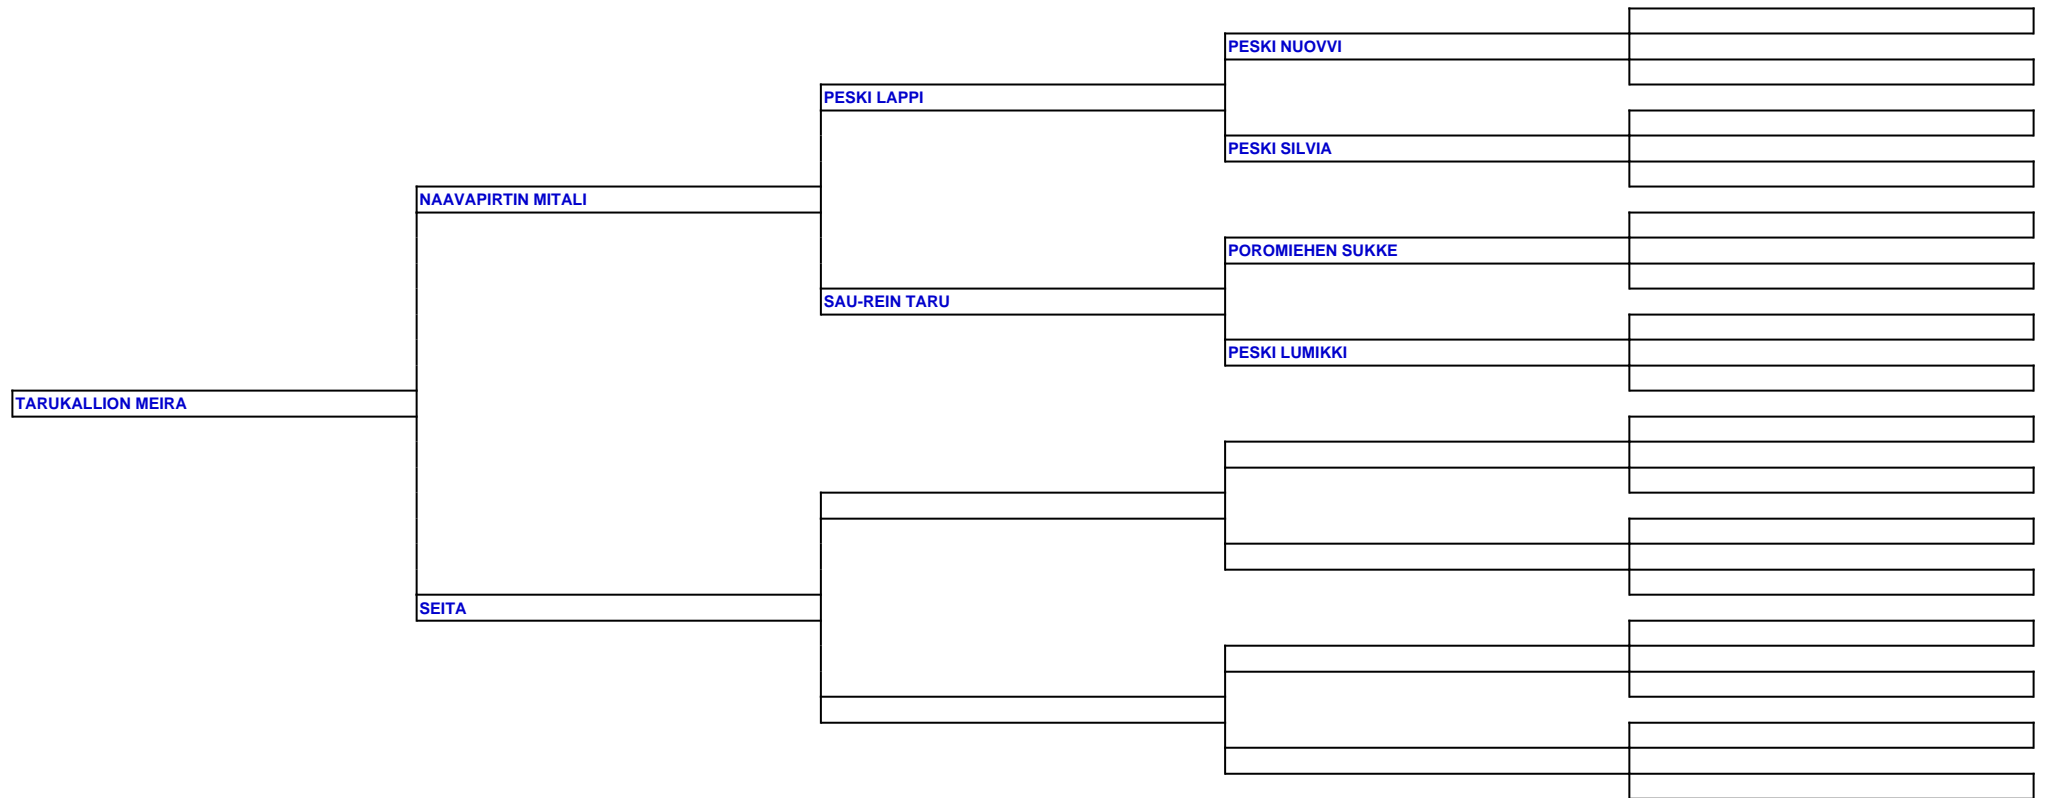 PESKI NUOVVI
PESKI LAPPI
PESKI SILVIA
NAAVAPIRTIN MITALI
POROMIEHEN SUKKE
SAU-REIN TARU
PESKI LUMIKKI
TARUKALLION MEIRA
SEITA